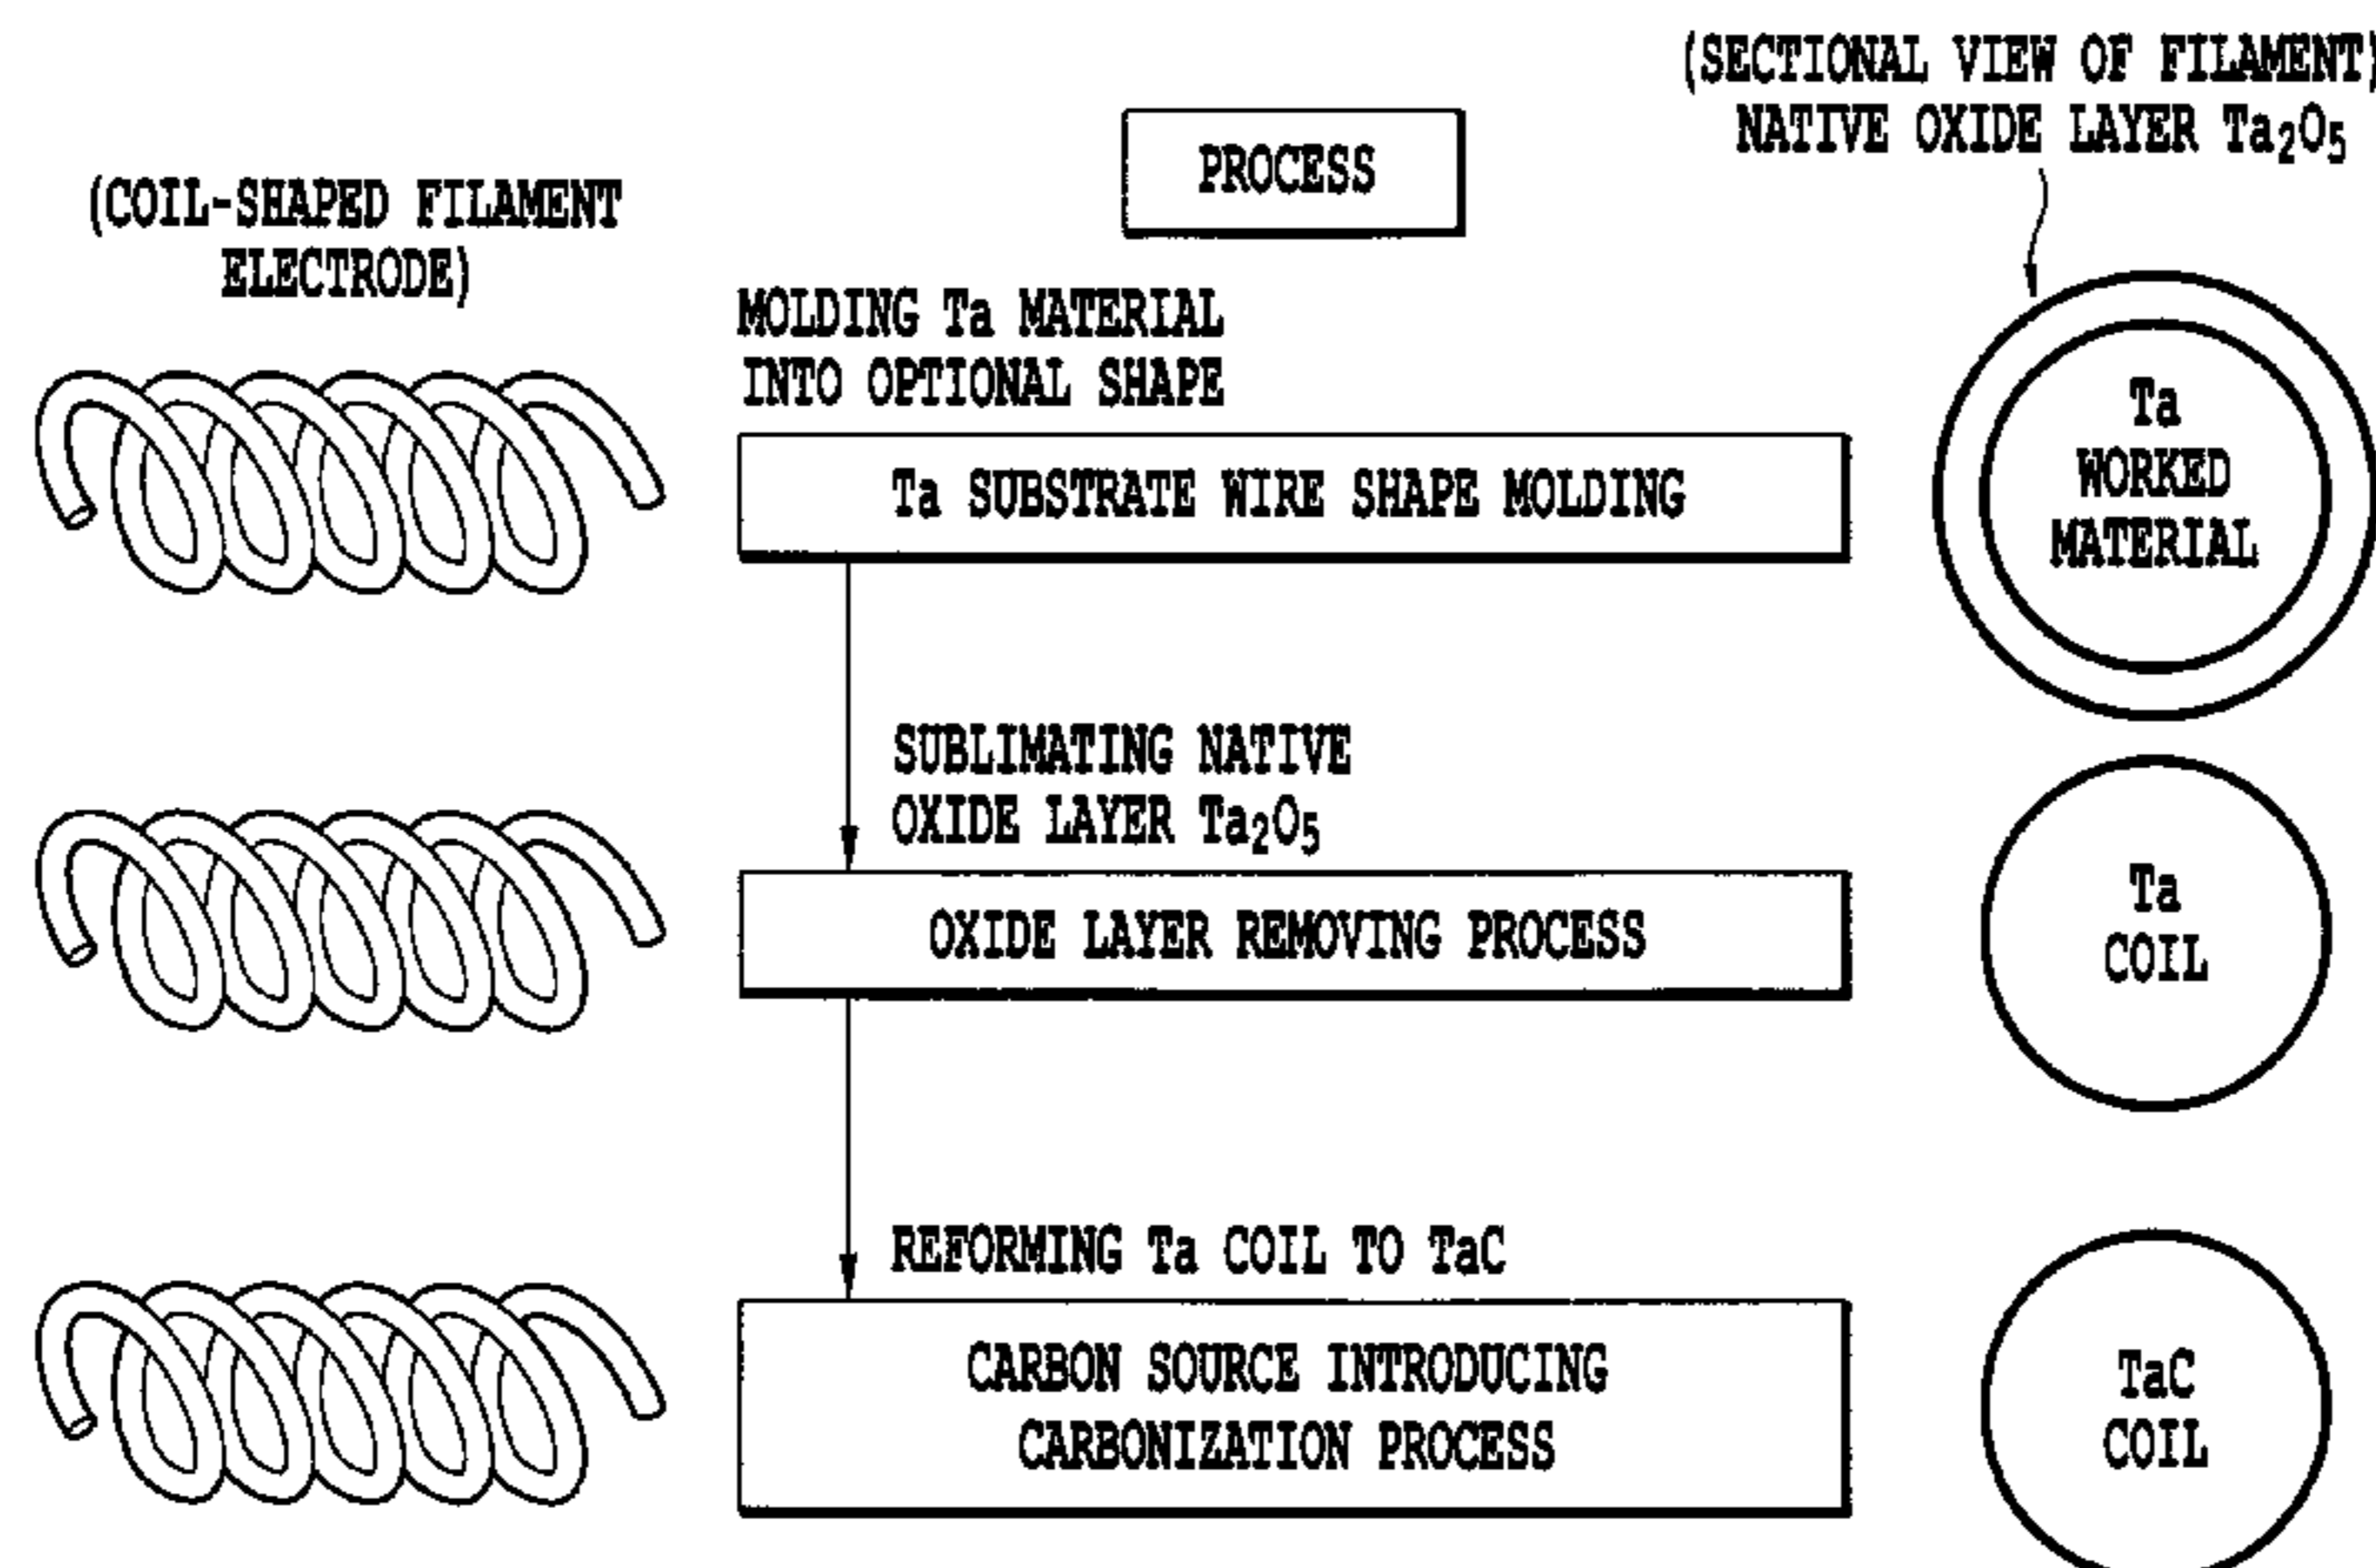 (SECTIONAL VIEW OF FILAMENT)
NATIVE OXIDE LAYER Ta₂O₅
PROCESS
(COIL-SHAPED FILAMENT
ELECTRODE)
MOLDING Ta MATERIAL
INTO OPTIONAL SHAPE
Ta SUBSTRATE WIRE SHAPE MOLDING
Ta
WORKED
MATERIAL
SUBLIMATING NATIVE
OXIDE LAYER Ta₂O₅
OXIDE LAYER REMOVING PROCESS
Ta
COIL
REFORMING Ta COIL TO TaC
CARBON SOURCE INTRODUCING
CARBONIZATION PROCESS
TaC
COIL